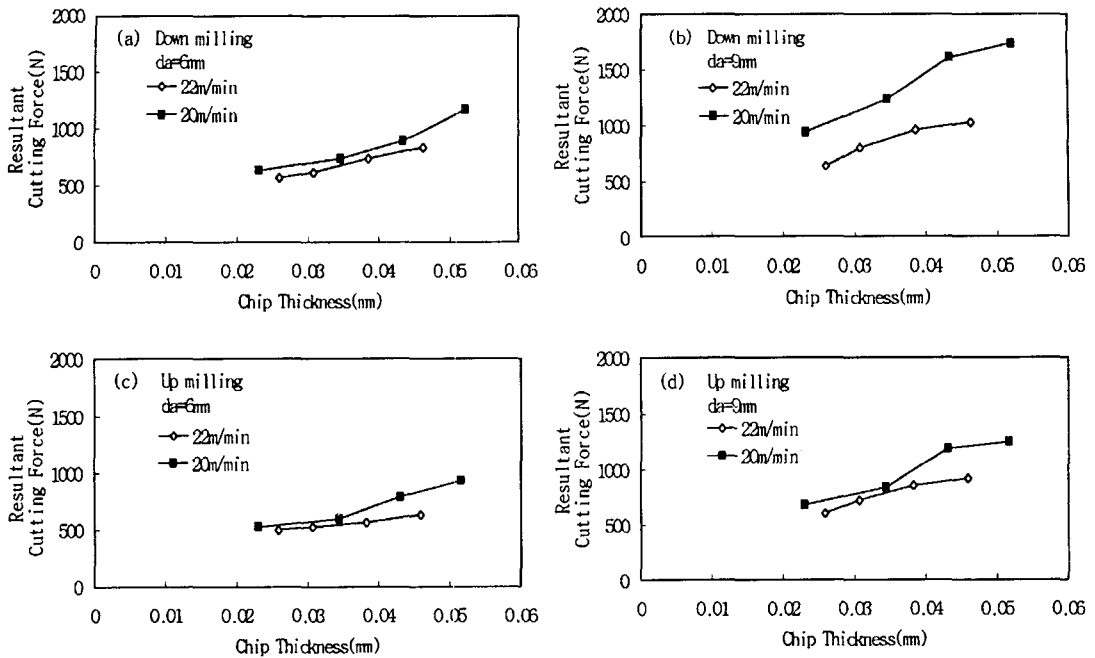 (a) Down milling
da=6mm
22m/min
20m/min
Resultant
Cutting Force(N)
2000
1500
1000
500
0
0 0.01 0.02 0.03 0.04 0.05 0.06
Chip Thickness(mm)
(b) Down milling
da=9mm
22m/min
20m/min
Resultant
Cutting Force(N)
2000
1500
1000
500
0
0 0.01 0.02 0.03 0.04 0.05 0.06
Chip Thickness(mm)
(c) Up milling
da=6mm
22m/min
20m/min
Resultant
Cutting Force(N)
2000
1500
1000
500
0
0 0.01 0.02 0.03 0.04 0.05 0.06
Chip Thickness(mm)
(d) Up milling
da=9mm
22m/min
20m/min
Resultant
Cutting Force(N)
2000
1500
1000
500
0
0 0.01 0.02 0.03 0.04 0.05 0.06
Chip Thickness(mm)